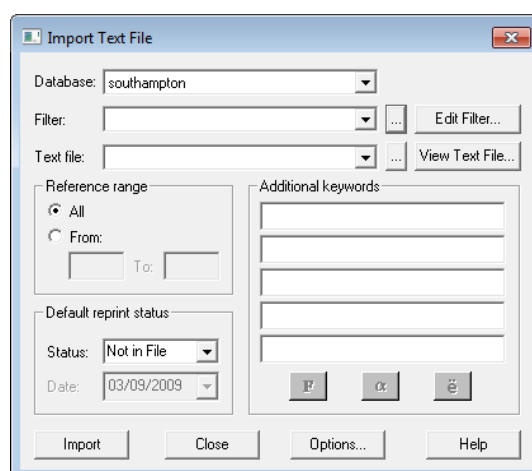 Import Text File
Database: southampton
Filter: ... Edit Filter...
Text file: ... View Text File...
Reference range
All
From:
To:
Additional keywords
Default reprint status
Status: Not in File
Date: 03/09/2009
F α ë
Import Close Options... Help